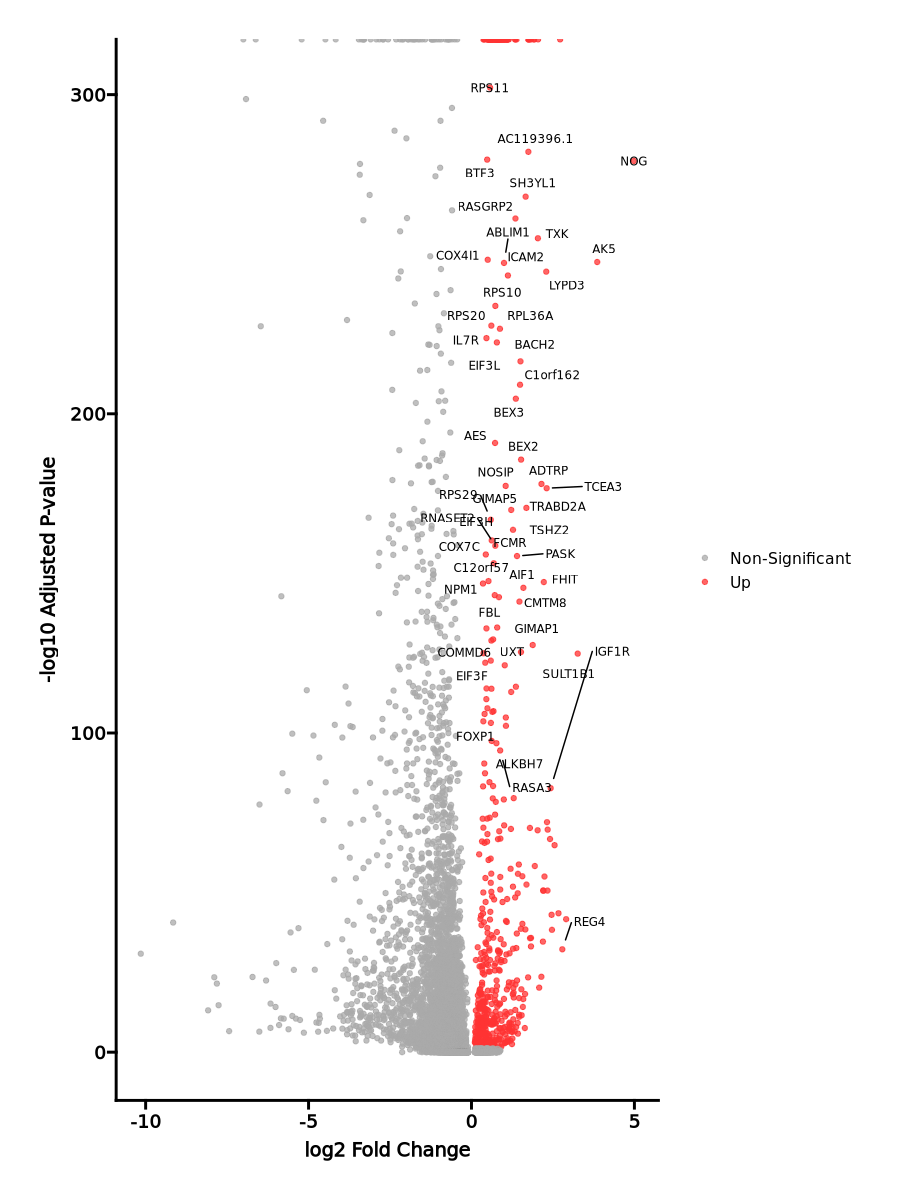 300
200
100
0
-10
-5
0
5
-log10 Adjusted P-value
log2 Fold Change
Non-Significant
Up
RPS11
AC119396.1
NOG
BTF3
SH3YL1
RASGRP2
ABLIM1
TXK
COX4I1
ICAM2
AK5
LYPD3
RPS10
RPS20
RPL36A
IL7R
BACH2
EIF3L
C1orf162
BEX3
AES
BEX2
NOSIP
ADTRP
TCEA3
RPS29
GIMAP5
TRABD2A
RNASET2
EIF3H
TSHZ2
COX7C
FCMR
PASK
C12orf57
AIF1
FHIT
NPM1
CMTM8
FBL
GIMAP1
COMMD6
UXT
IGF1R
EIF3F
SULT1B1
FOXP1
ALKBH7
RASA3
REG4